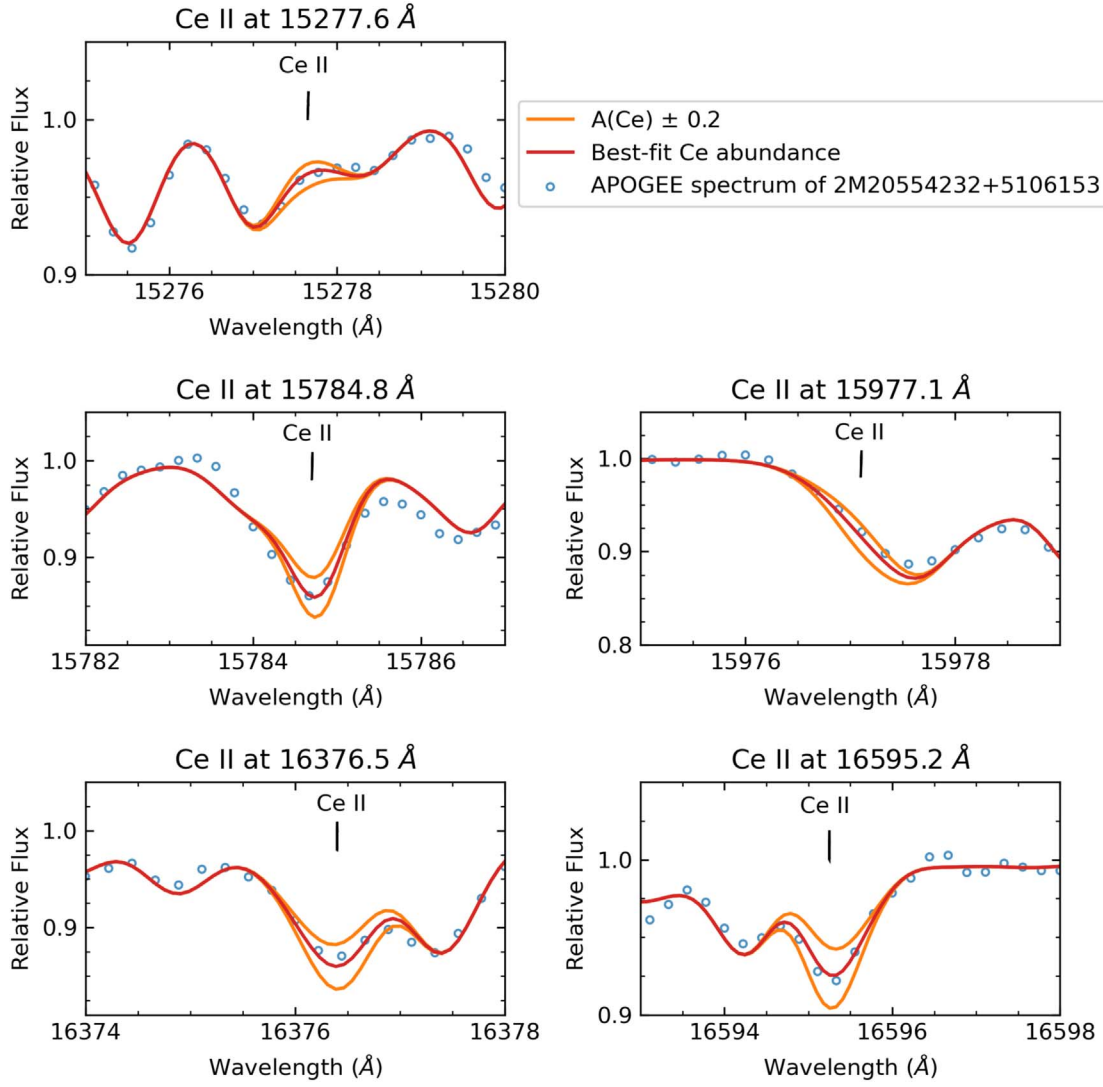 Ce II at 15277.6 Å
Ce II
1.0
0.9
Relative Flux
15276
15278
15280
Wavelength (Å)
A(Ce) ± 0.2
Best-fit Ce abundance
APOGEE spectrum of 2M20554232+5106153
Ce II at 15784.8 Å
Ce II
1.0
0.9
Relative Flux
15782
15784
15786
Wavelength (Å)
Ce II at 15977.1 Å
Ce II
1.0
0.9
0.8
Relative Flux
15976
15978
Wavelength (Å)
Ce II at 16376.5 Å
Ce II
1.0
0.9
Relative Flux
16374
16376
16378
Wavelength (Å)
Ce II at 16595.2 Å
Ce II
1.0
0.9
Relative Flux
16594
16596
16598
Wavelength (Å)